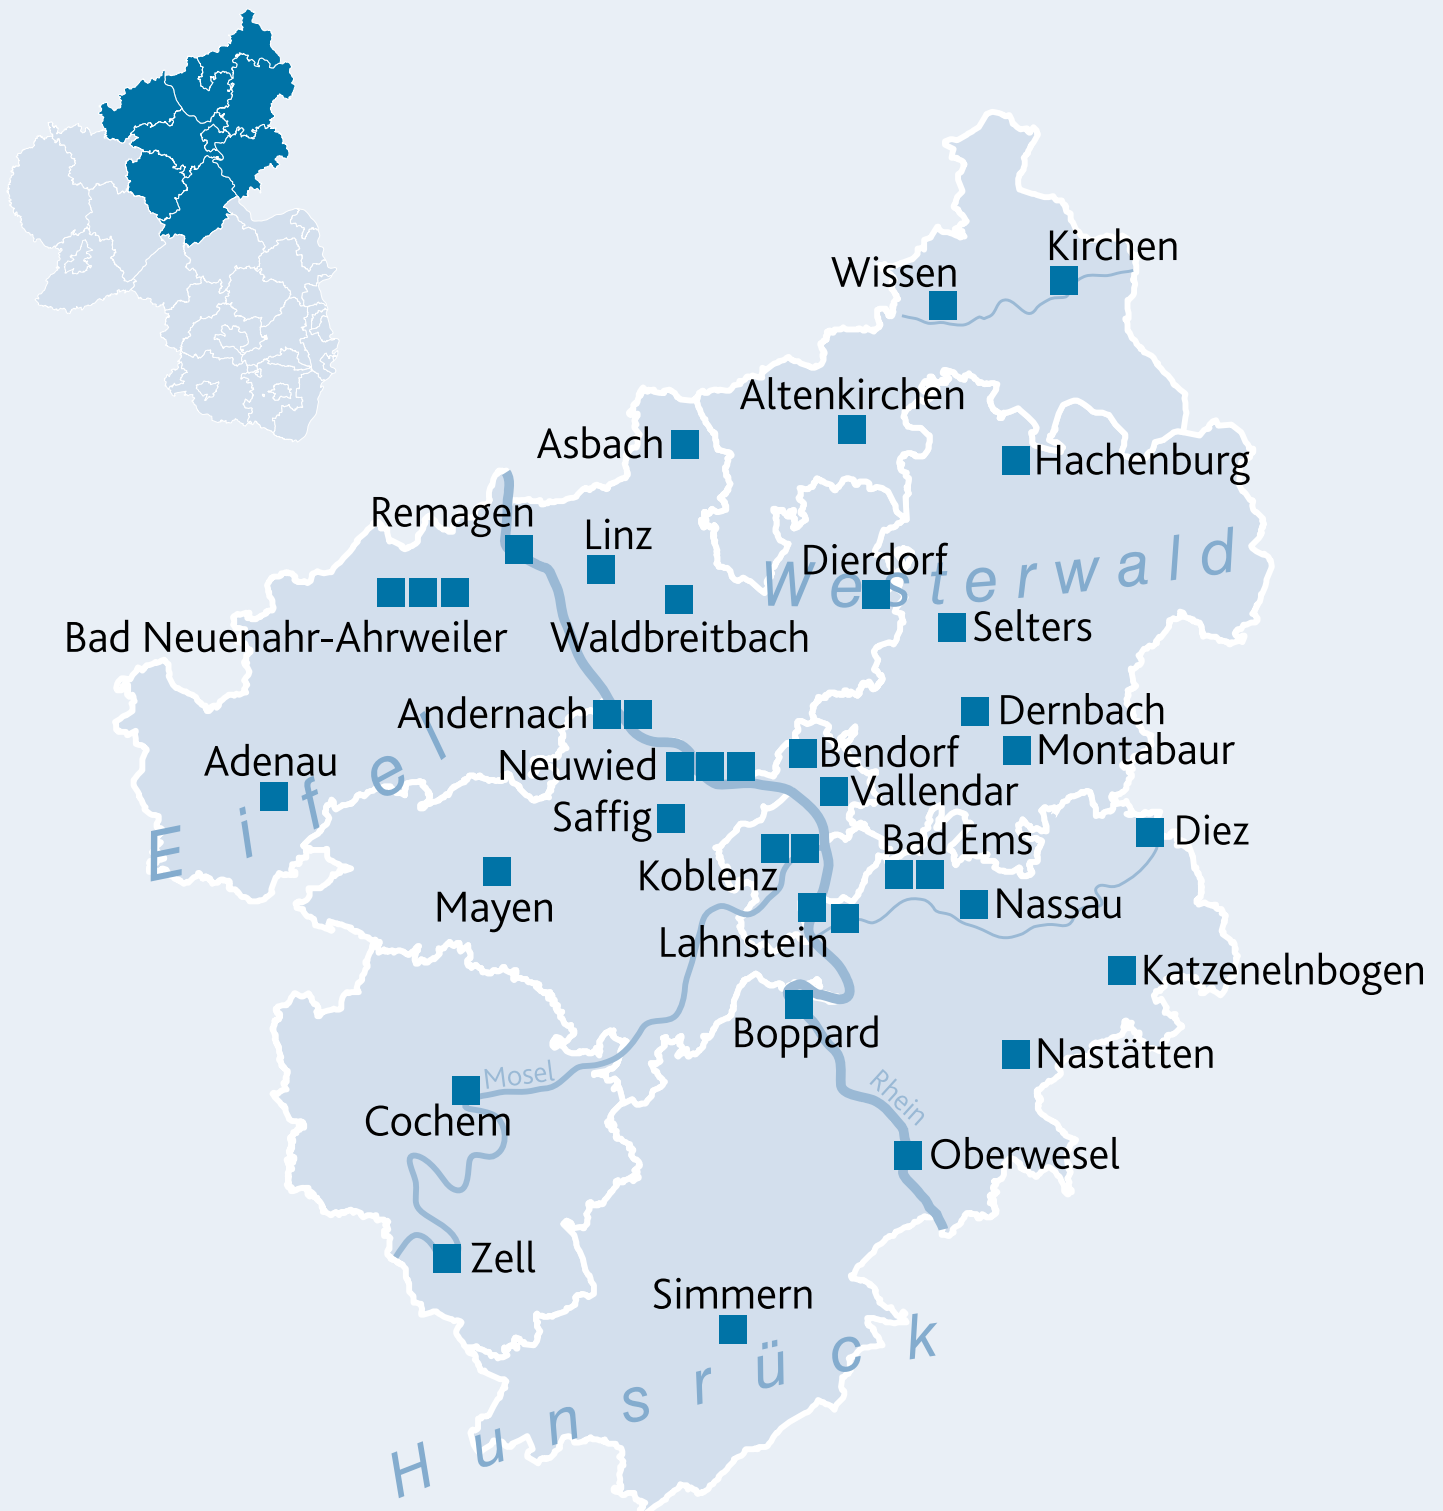 Kirchen
Wissen
Altenkirchen
Asbach
Hachenburg
Remagen
Linz
Dierdorf
Westerwald
Bad Neuenahr-Ahrweiler
Waldbreitbach
Selters
Andernach
Dernbach
Neuwied
Bendorf
Montabaur
Adenau
Eifel
Vallendar
Saffig
Diez
Bad Ems
Koblenz
Mayen
Nassau
Lahnstein
Katzenelnbogen
Boppard
Nastätten
Mosel
Rhein
Cochem
Oberwesel
Zell
Simmern
Hunsrück